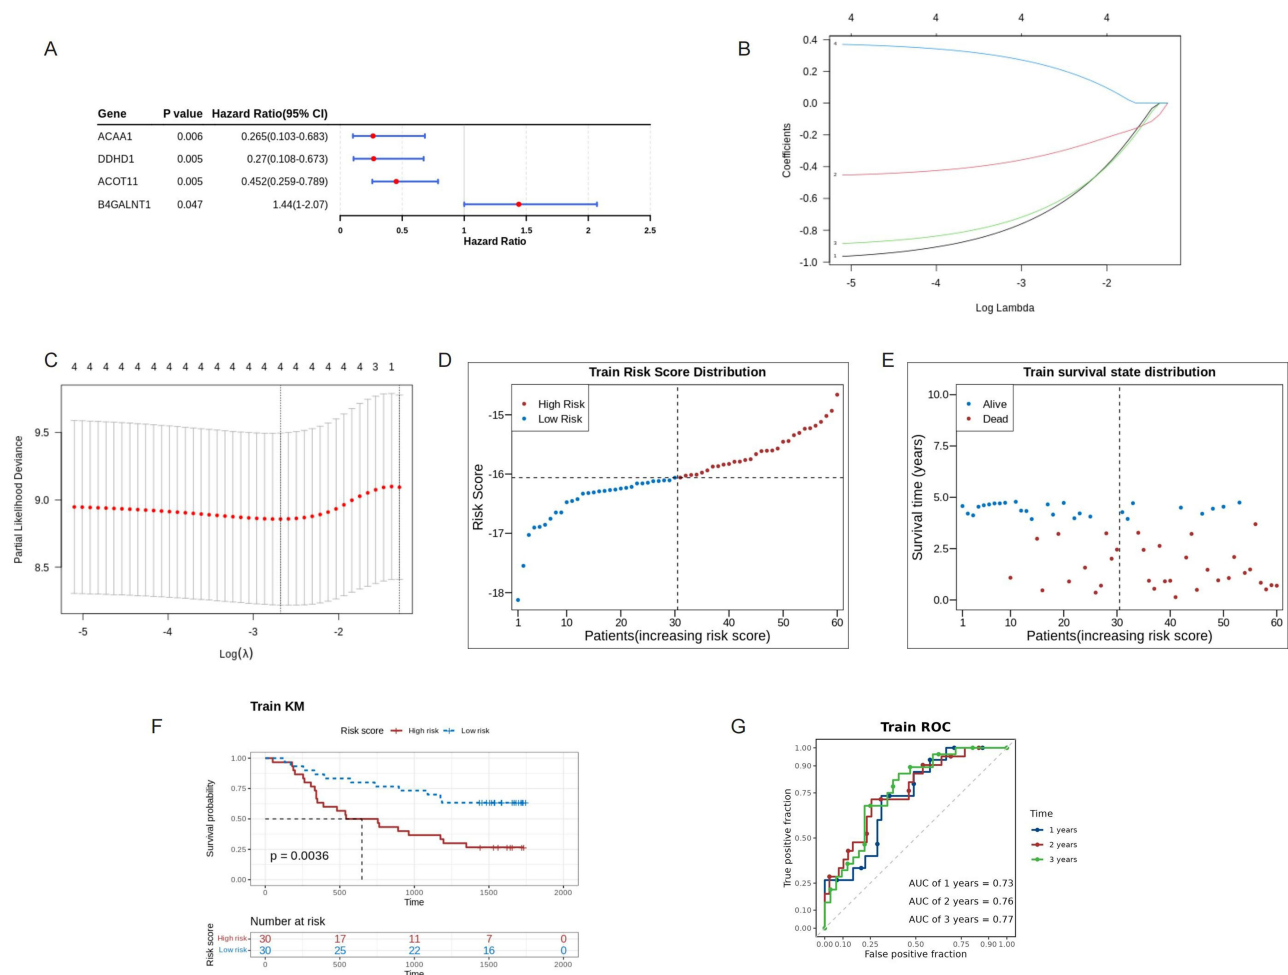 A
Gene P value Hazard Ratio(95% CI)
ACAA1 0.006 0.265(0.103-0.683)
DDHD1 0.005 0.27(0.108-0.673)
ACOT11 0.005 0.452(0.259-0.789)
B4GALNT1 0.047 1.44(1-2.07)
0 0.5 1 1.5 2 2.5
Hazard Ratio
B
4 4 4 4
Coefficients
0.4
0.2
0.0
-0.2
-0.4
-0.6
-0.8
-1.0
4
2
3
1
-5 -4 -3 -2
Log Lambda
C
4 4 4 4 4 4 4 4 4 4 4 4 4 4 4 4 3 1
Partial Likelihood Deviance
9.5
9.0
8.5
-5 -4 -3 -2
Log(λ)
D
Train Risk Score Distribution
High Risk
Low Risk
Risk Score
-15
-16
-17
-18
1 10 20 30 40 50 60
Patients(increasing risk score)
E
Train survival state distribution
Alive
Dead
Survival time (years)
10.0
7.5
5.0
2.5
0.0
1 10 20 30 40 50 60
Patients(increasing risk score)
F
Train KM
Risk score High risk Low risk
Survival probability
1.00
0.75
0.50
0.25
0.00
p = 0.0036
0 500 1000 1500 2000
Time
Number at risk
Risk score
High risk 30 17 11 7 0
Low risk 30 25 22 16 0
0 500 1000 1500 2000
Time
G
Train ROC
True positive fraction
1.00
0.90
0.75
0.50
0.25
0.10
0.00
AUC of 1 years = 0.73
AUC of 2 years = 0.76
AUC of 3 years = 0.77
0.00 0.10 0.25 0.50 0.75 0.90 1.00
False positive fraction
Time
1 years
2 years
3 years